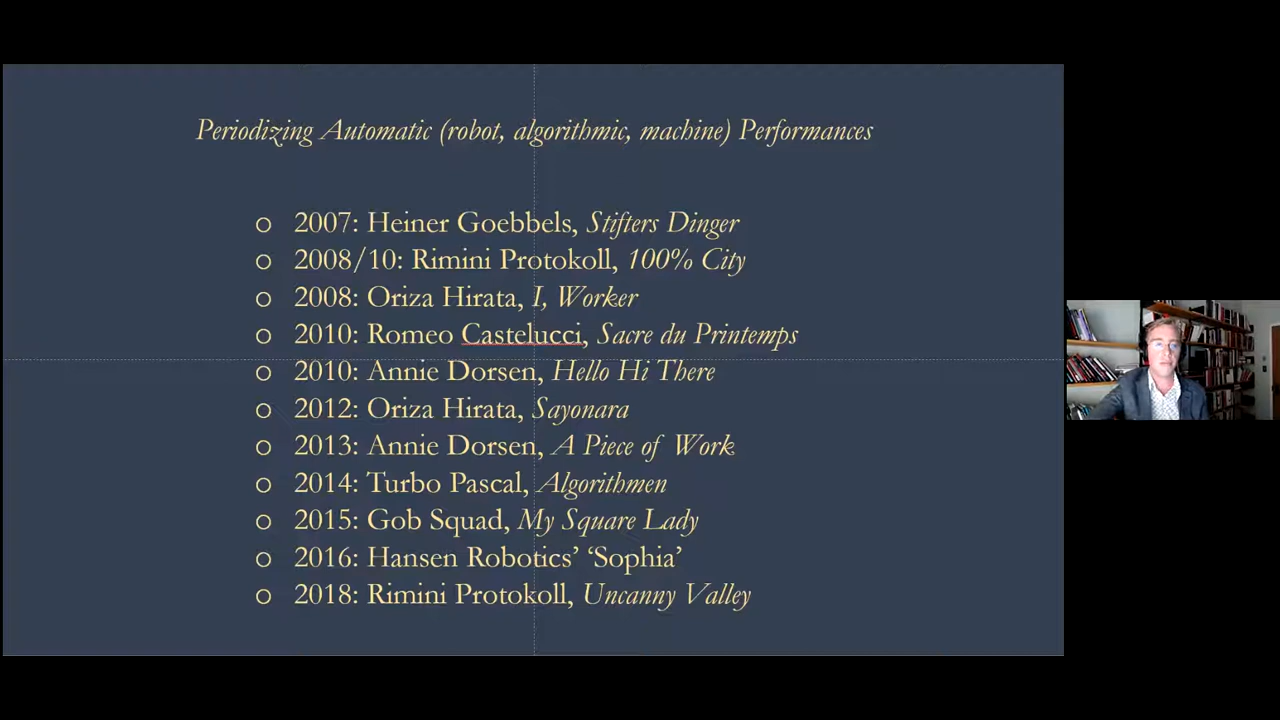 Periodizing Automatic (robot, algorithmic, machine) Performances
o 2007: Heiner Goebbels, Stifters Dinger
o 2008/10: Rimini Protokoll, 100% City
o 2008: Oriza Hirata, I, Worker
o 2010: Romeo Castelucci, Sacre du Printemps
o 2010: Annie Dorsen, Hello Hi There
o 2012: Oriza Hirata, Sayonara
o 2013: Annie Dorsen, A Piece of Work
o 2014: Turbo Pascal, Algorithmen
o 2015: Gob Squad, My Square Lady
o 2016: Hansen Robotics’ ‘Sophia’
o 2018: Rimini Protokoll, Uncanny Valley